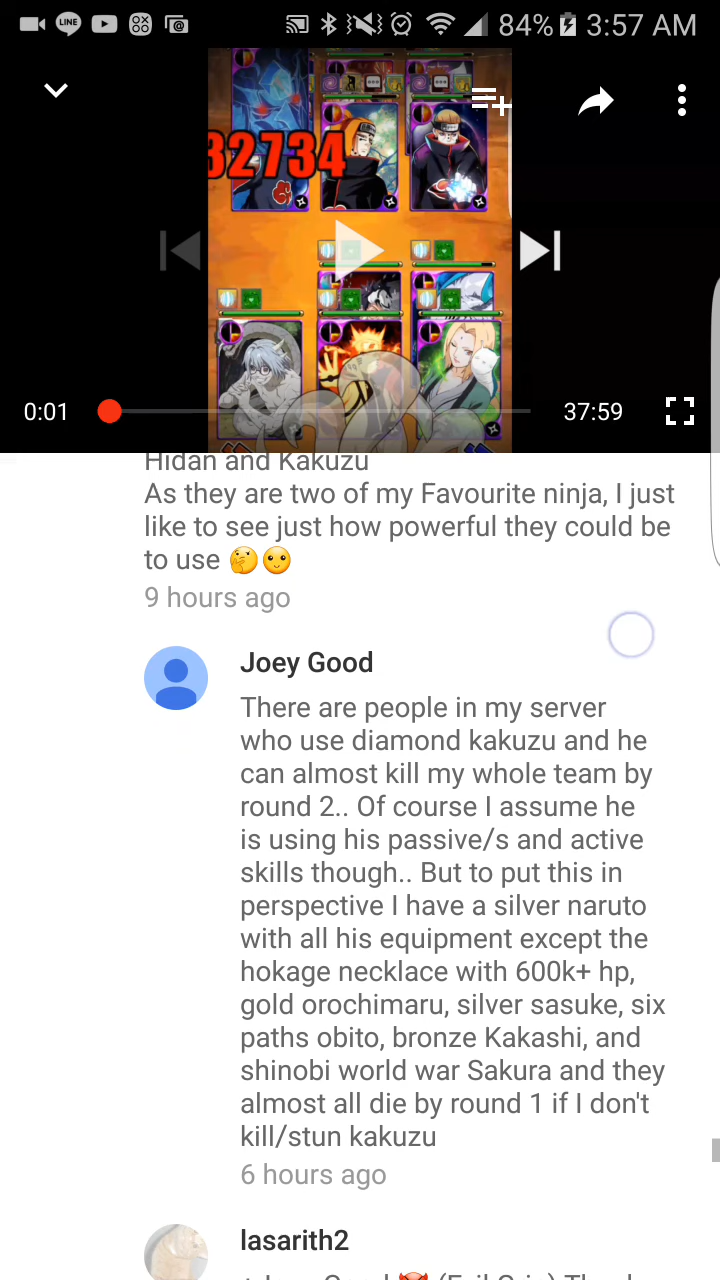 LINE
84% 3:57 AM
32734
0:01
37:59
Hidan and Kakuzu
As they are two of my Favourite ninja, I just
like to see just how powerful they could be
to use 🤔🙂
9 hours ago
Joey Good
There are people in my server
who use diamond kakuzu and he
can almost kill my whole team by
round 2.. Of course I assume he
is using his passive/s and active
skills though.. But to put this in
perspective I have a silver naruto
with all his equipment except the
hokage necklace with 600k+ hp,
gold orochimaru, silver sasuke, six
paths obito, bronze Kakashi, and
shinobi world war Sakura and they
almost all die by round 1 if I don't
kill/stun kakuzu
6 hours ago
lasarith2